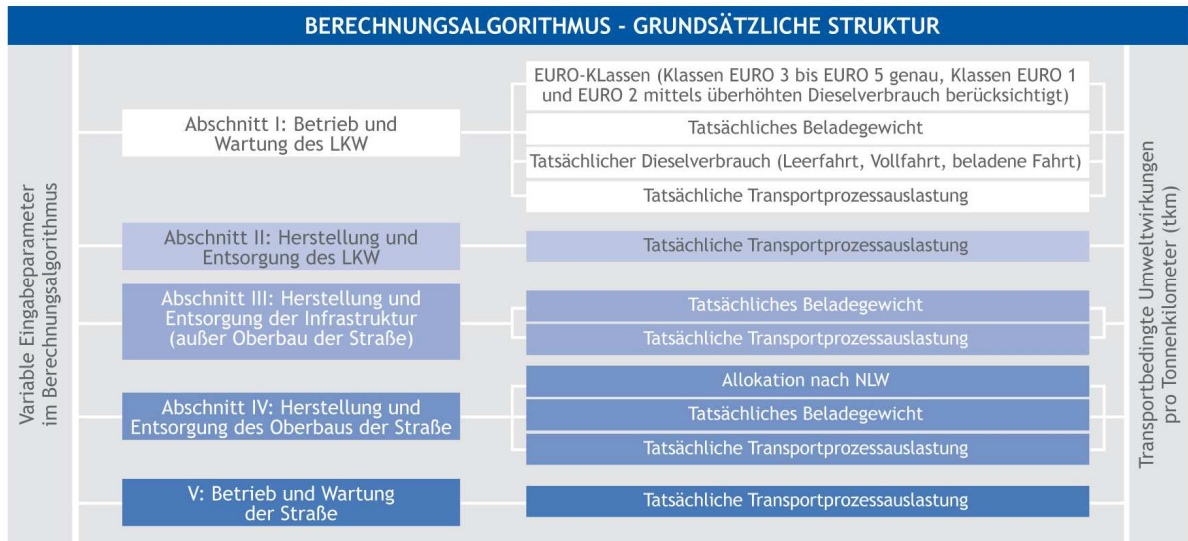 BERECHNUNGSALGORITHMUS - GRUNDSÄTZLICHE STRUKTUR
Variable Eingabeparameter
im Berechnungsalgorithmus
Abschnitt I: Betrieb und
Wartung des LKW
EURO-KLassen (Klassen EURO 3 bis EURO 5 genau, Klassen EURO 1
und EURO 2 mittels überhöhten Dieselverbrauch berücksichtigt)
Tatsächliches Beladegewicht
Tatsächlicher Dieselverbrauch (Leerfahrt, Vollfahrt, beladene Fahrt)
Tatsächliche Transportprozessauslastung
Abschnitt II: Herstellung und
Entsorgung des LKW
Tatsächliche Transportprozessauslastung
Abschnitt III: Herstellung und
Entsorgung der Infrastruktur
(außer Oberbau der Straße)
Tatsächliches Beladegewicht
Tatsächliche Transportprozessauslastung
Abschnitt IV: Herstellung und
Entsorgung des Oberbaus der Straße
Allokation nach NLW
Tatsächliches Beladegewicht
Tatsächliche Transportprozessauslastung
V: Betrieb und Wartung
der Straße
Tatsächliche Transportprozessauslastung
Transportbedingte Umweltwirkungen
pro Tonnenkilometer (tkm)